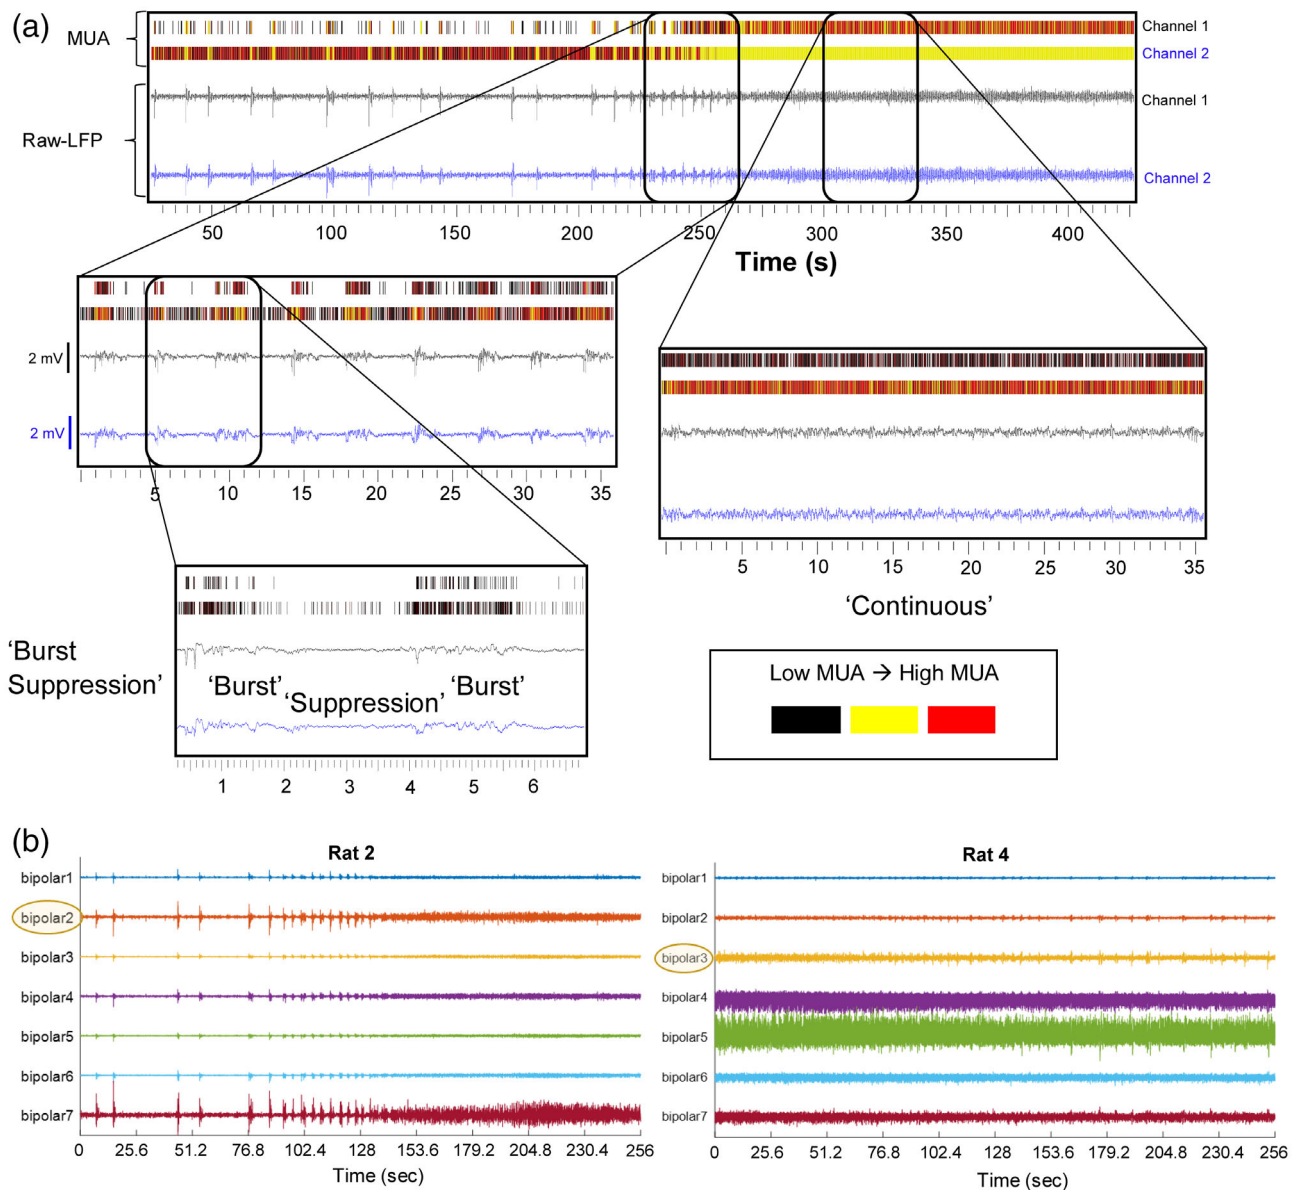 (a)
MUA
Channel 1
Channel 2
Raw-LFP
Channel 1
Channel 2
50 100 150 200 250 300 350 400
Time (s)
2 mV
2 mV
5 10 15 20 25 30 35
5 10 15 20 25 30 35
‘Continuous’
‘Burst
Suppression’
‘Burst’
‘Suppression’
‘Burst’
1 2 3 4 5 6
Low MUA → High MUA
(b)
Rat 2
bipolar1
bipolar2
bipolar3
bipolar4
bipolar5
bipolar6
bipolar7
0 25.6 51.2 76.8 102.4 128 153.6 179.2 204.8 230.4 256
Time (sec)
Rat 4
bipolar1
bipolar2
bipolar3
bipolar4
bipolar5
bipolar6
bipolar7
0 25.6 51.2 76.8 102.4 128 153.6 179.2 204.8 230.4 256
Time (sec)